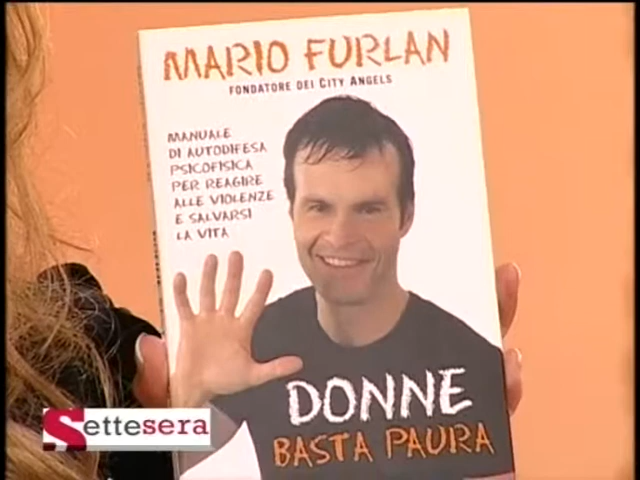 MARIO FURLAN
FONDATORE DEI CITY ANGELS
MANUALE
DI AUTODIFESA
PSICOFISICA
PER REAGIRE
ALLE VIOLENZE
E SALVARSI
LA VITA
DONNE
BASTA PAURA
Settesera